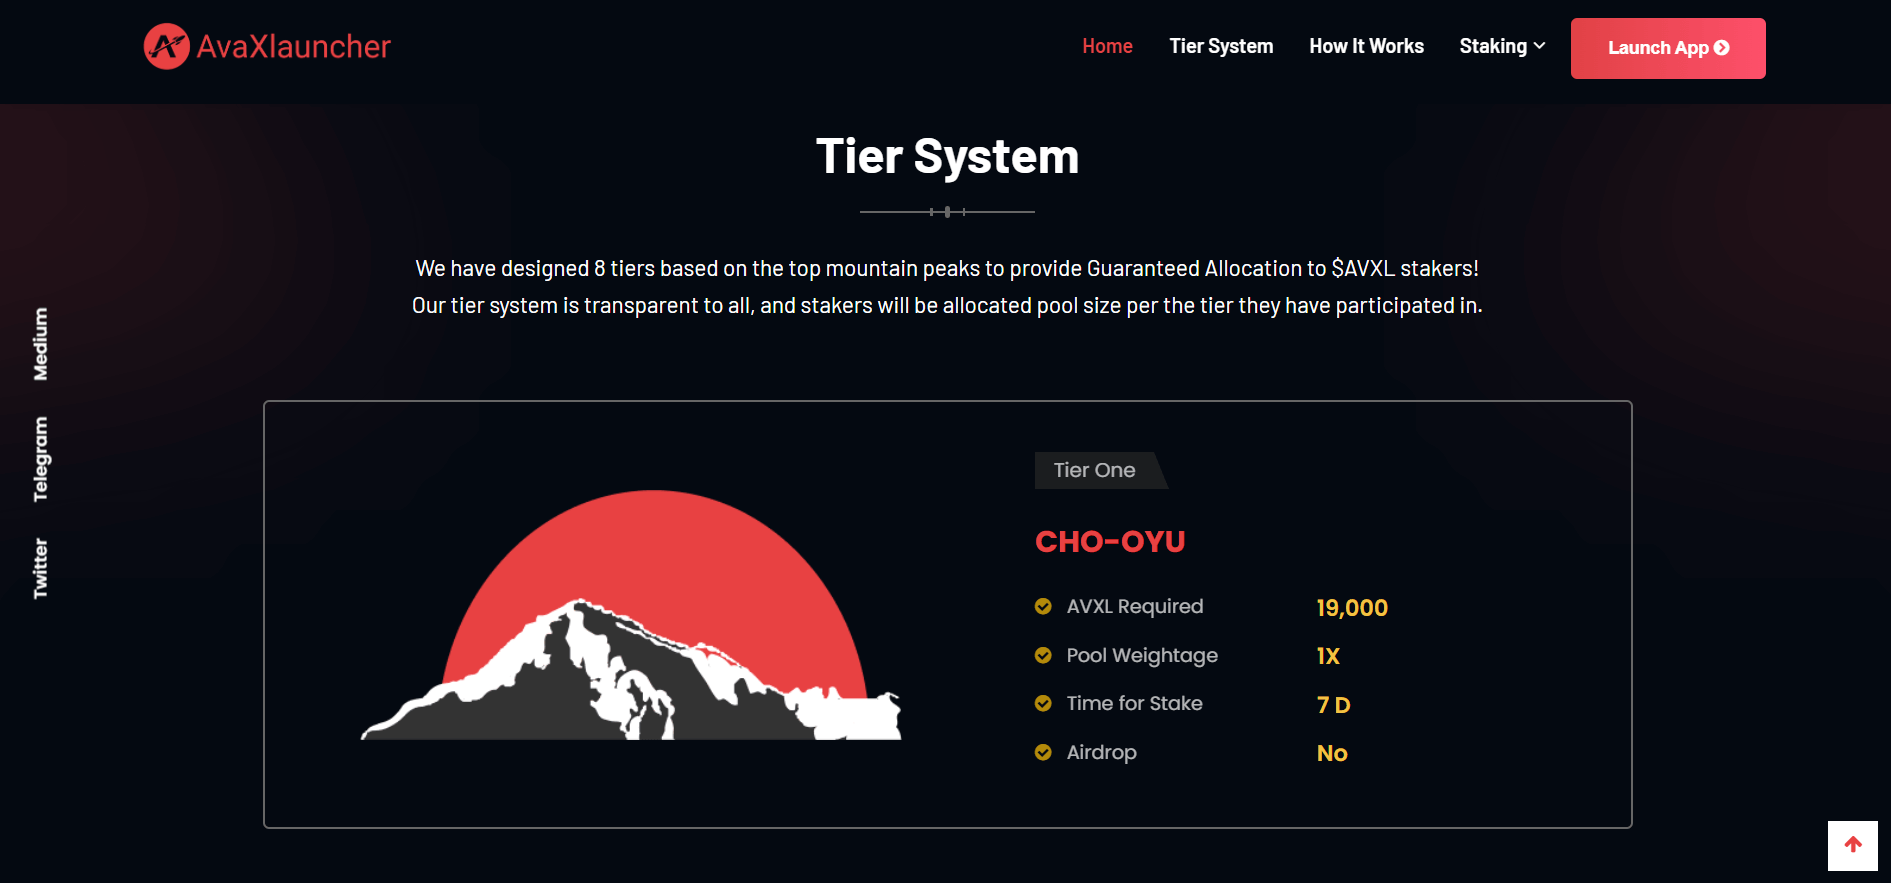 AvaXlauncher
Home Tier System How It Works Staking Launch App
Tier System
We have designed 8 tiers based on the top mountain peaks to provide Guaranteed Allocation to $AVXL stakers!
Our tier system is transparent to all, and stakers will be allocated pool size per the tier they have participated in.
Medium
Telegram
Twitter
Tier One
CHO-OYU
AVXL Required 19,000
Pool Weightage 1X
Time for Stake 7 D
Airdrop No